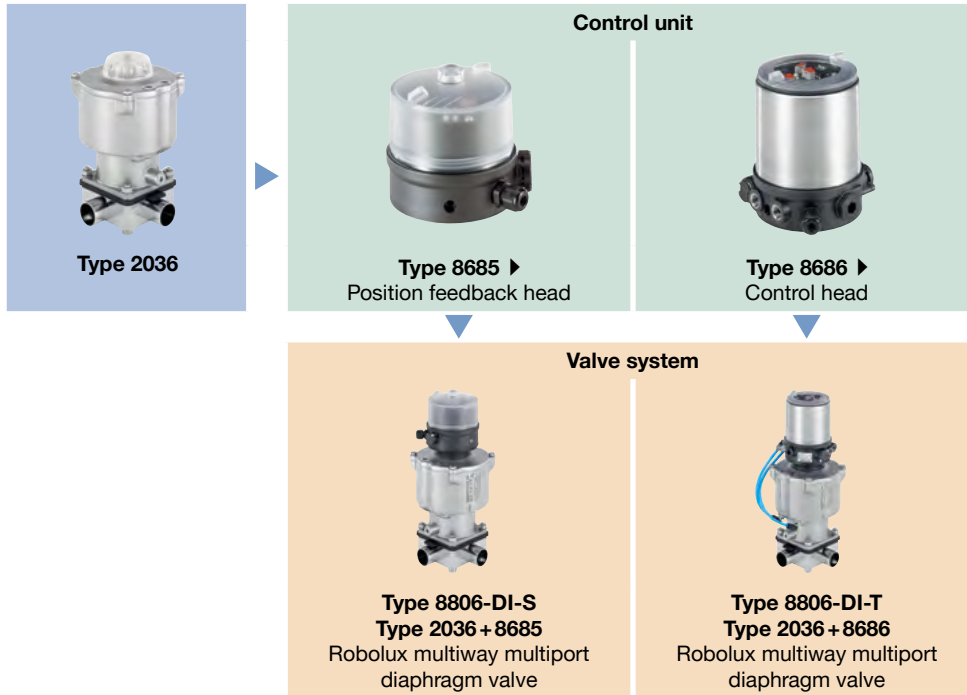 Control unit
Type 2036
Type 8685 ▶
Position feedback head
Type 8686 ▶
Control head
Valve system
Type 8806-DI-S
Type 2036+8685
Robolux multiway multiport
diaphragm valve
Type 8806-DI-T
Type 2036+8686
Robolux multiway multiport
diaphragm valve